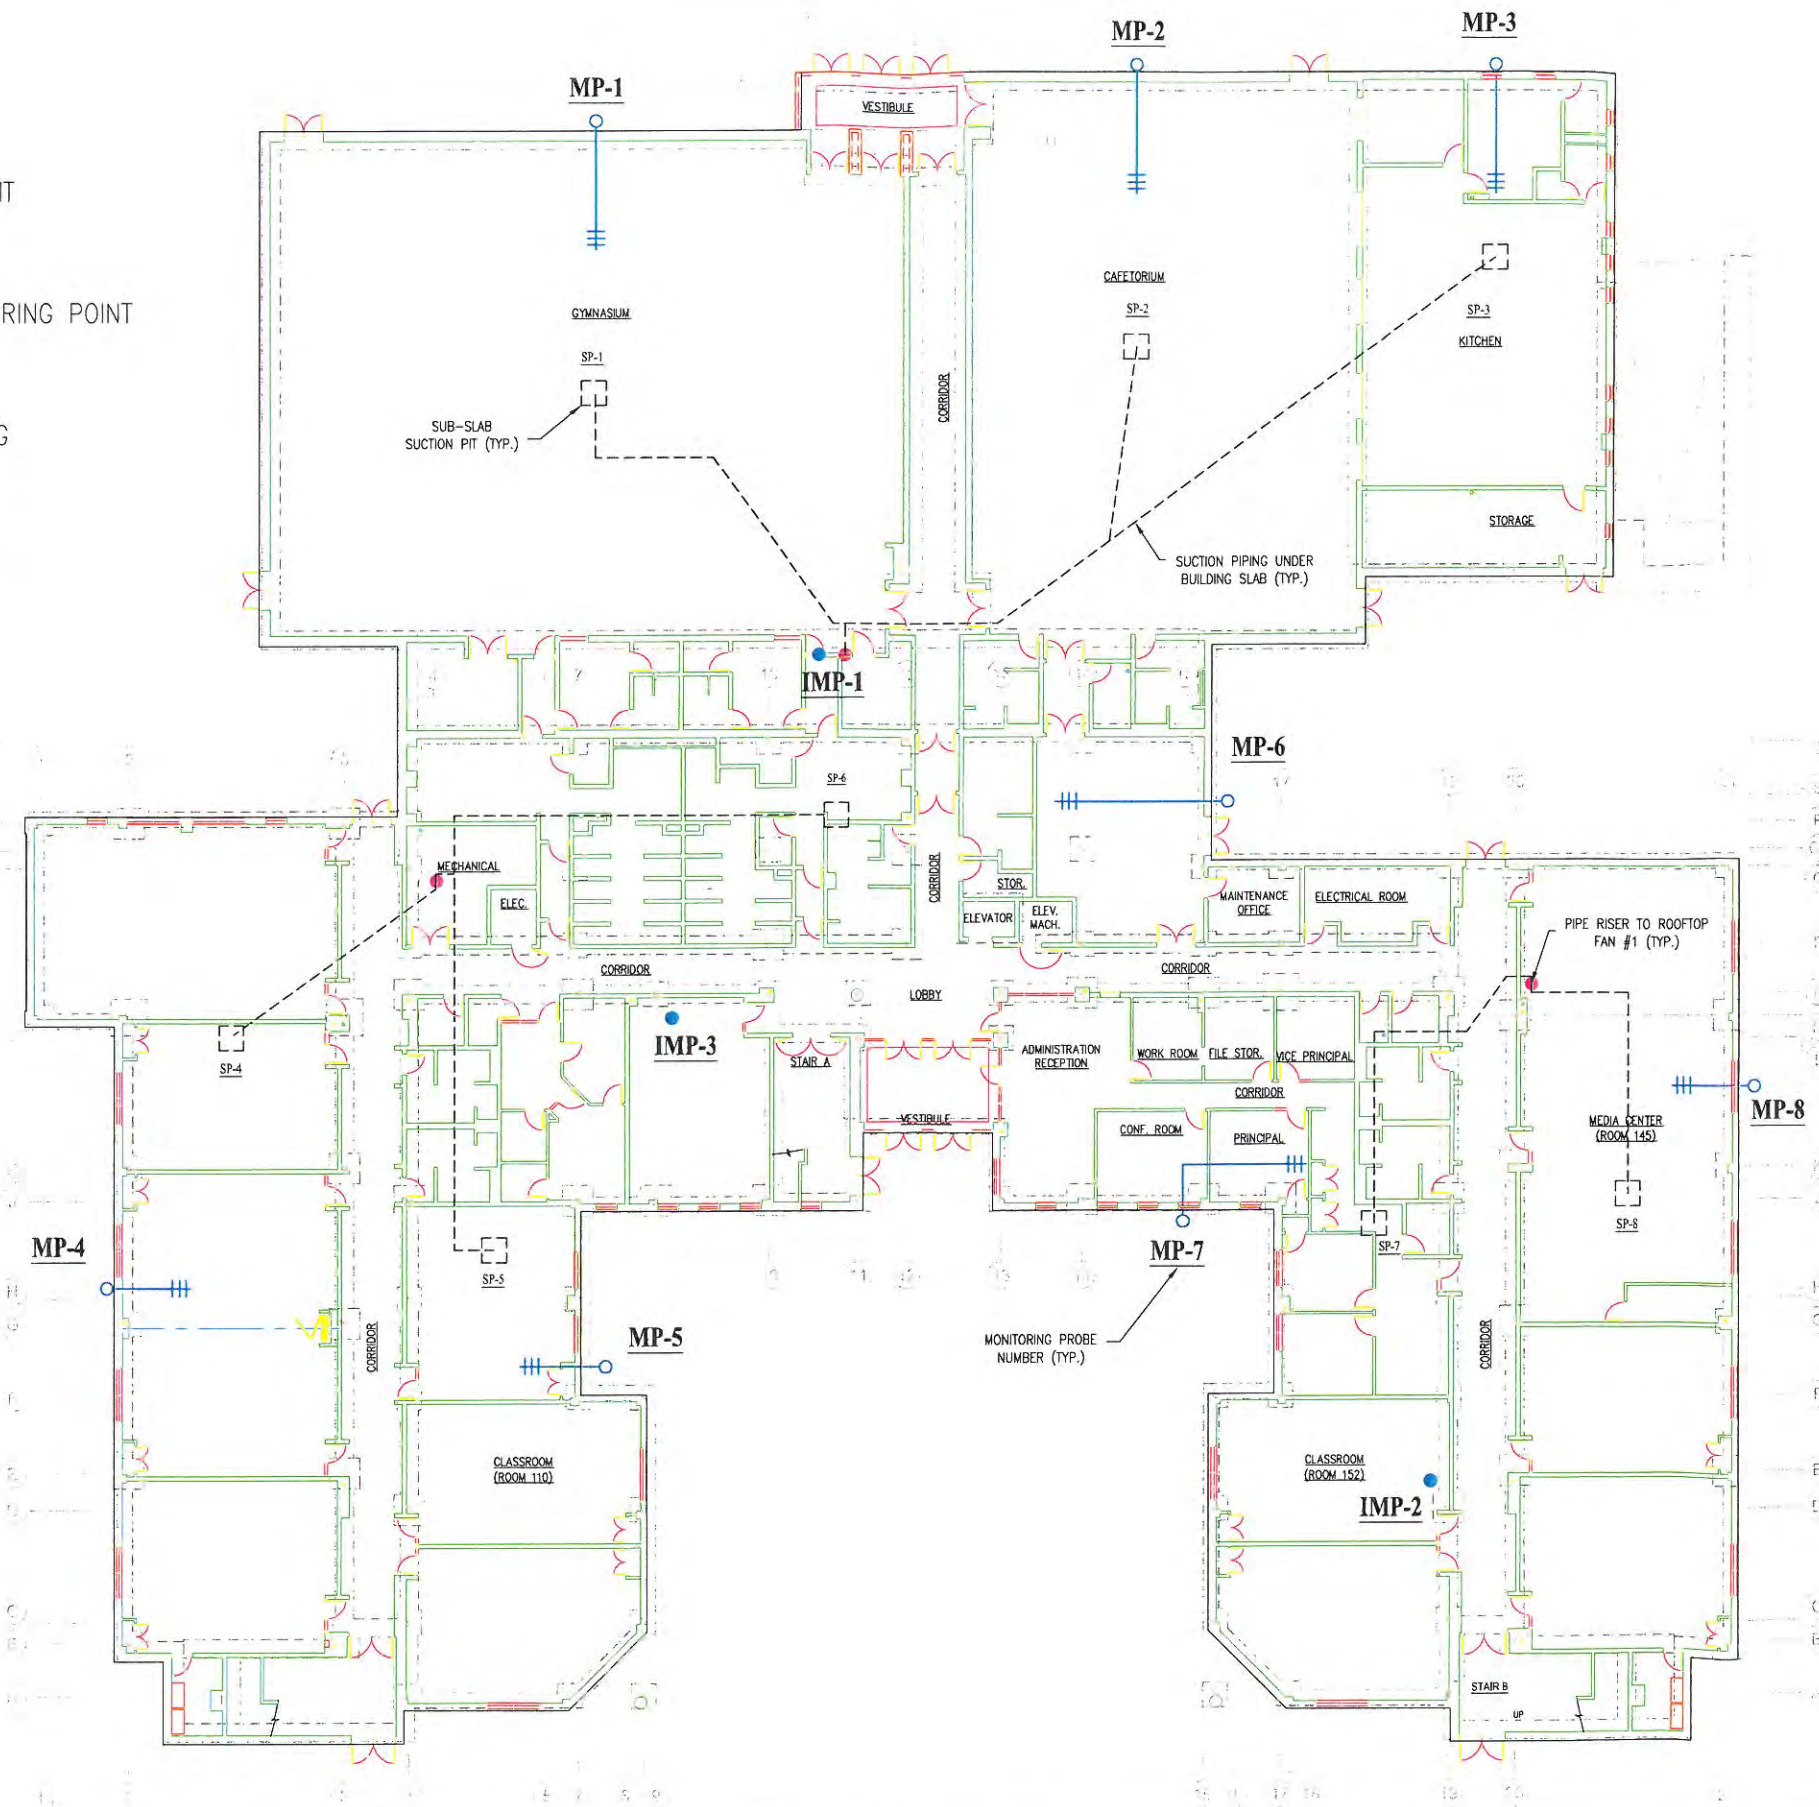 MP-1
MP-2
MP-3
VESTIBULE
RING POINT
GYMNASIUM
SP-1
SUB-SLAB
SUCTION PIT (TYP.)
CORRIDOR
CAFETORIUM
SP-2
SP-3
KITCHEN
STORAGE
SUCTION PIPING UNDER
BUILDING SLAB (TYP.)
IMP-1
MP-6
SP-6
MECHANICAL
ELEC.
CORRIDOR
STOR.
ELEVATOR
ELEV.
MACH.
MAINTENANCE
OFFICE
ELECTRICAL ROOM
PIPE RISER TO ROOFTOP
FAN #1 (TYP.)
CORRIDOR
LOBBY
CORRIDOR
IMP-3
STAIR A
VESTIBULE
ADMINISTRATION
RECEPTION
WORK ROOM
FILE STOR.
VICE PRINCIPAL
CORRIDOR
CONF. ROOM
PRINCIPAL
SP-4
MP-8
MEDIA CENTER
(ROOM 145)
SP-8
MP-4
SP-5
MP-7
SP-7
MP-5
MONITORING PROBE
NUMBER (TYP.)
CORRIDOR
CORRIDOR
CLASSROOM
(ROOM 110)
CLASSROOM
(ROOM 152)
IMP-2
STAIR B
UP